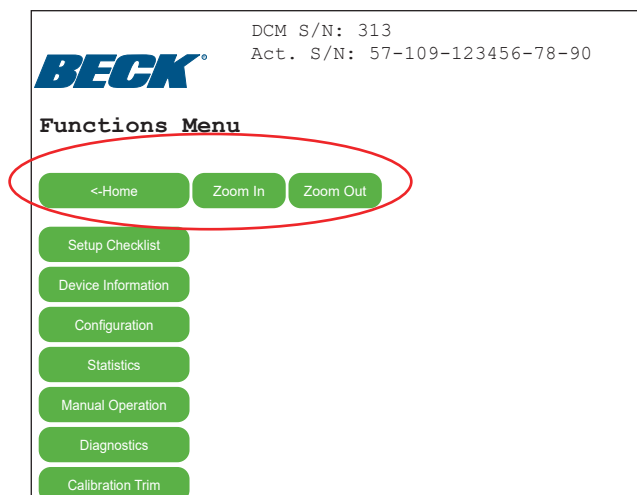 DCM S/N: 313
BECK®
Act. S/N: 57-109-123456-78-90
Functions Menu
<-Home Zoom In Zoom Out
Setup Checklist
Device Information
Configuration
Statistics
Manual Operation
Diagnostics
Calibration Trim